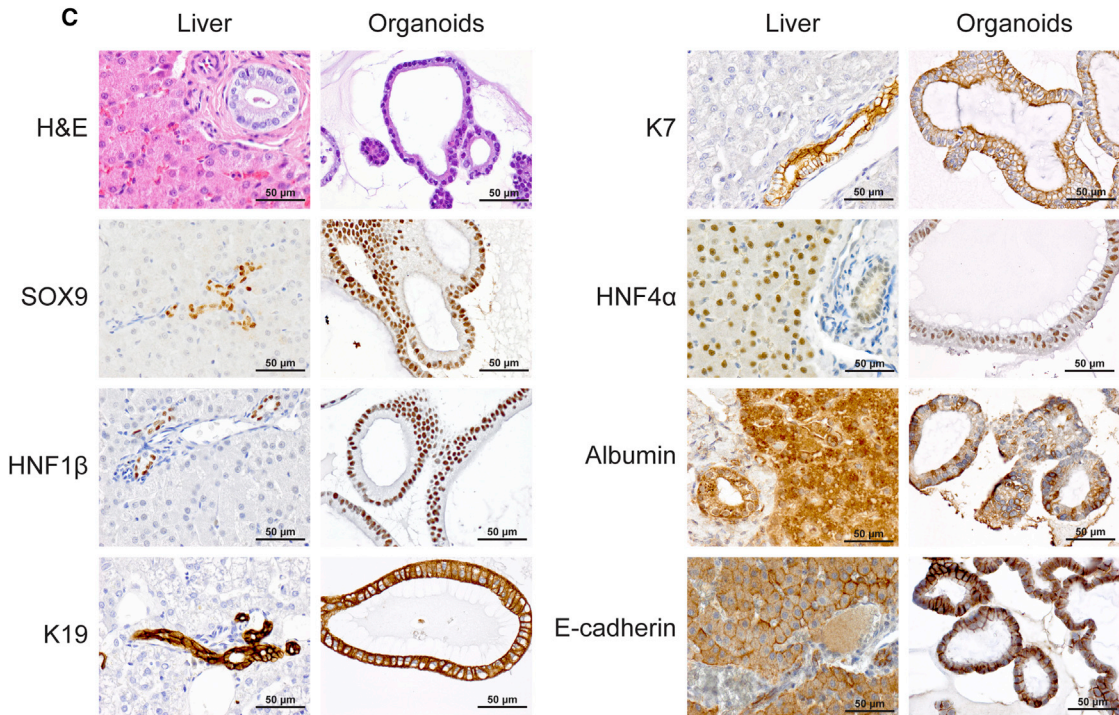 C
Liver Organoids
H&E
50 µm 50 µm
SOX9
50 µm 50 µm
HNF1β
50 µm 50 µm
K19
50 µm 50 µm
Liver Organoids
K7
50 µm 50 µm
HNF4α
50 µm 50 µm
Albumin
50 µm 50 µm
E-cadherin
50 µm 50 µm